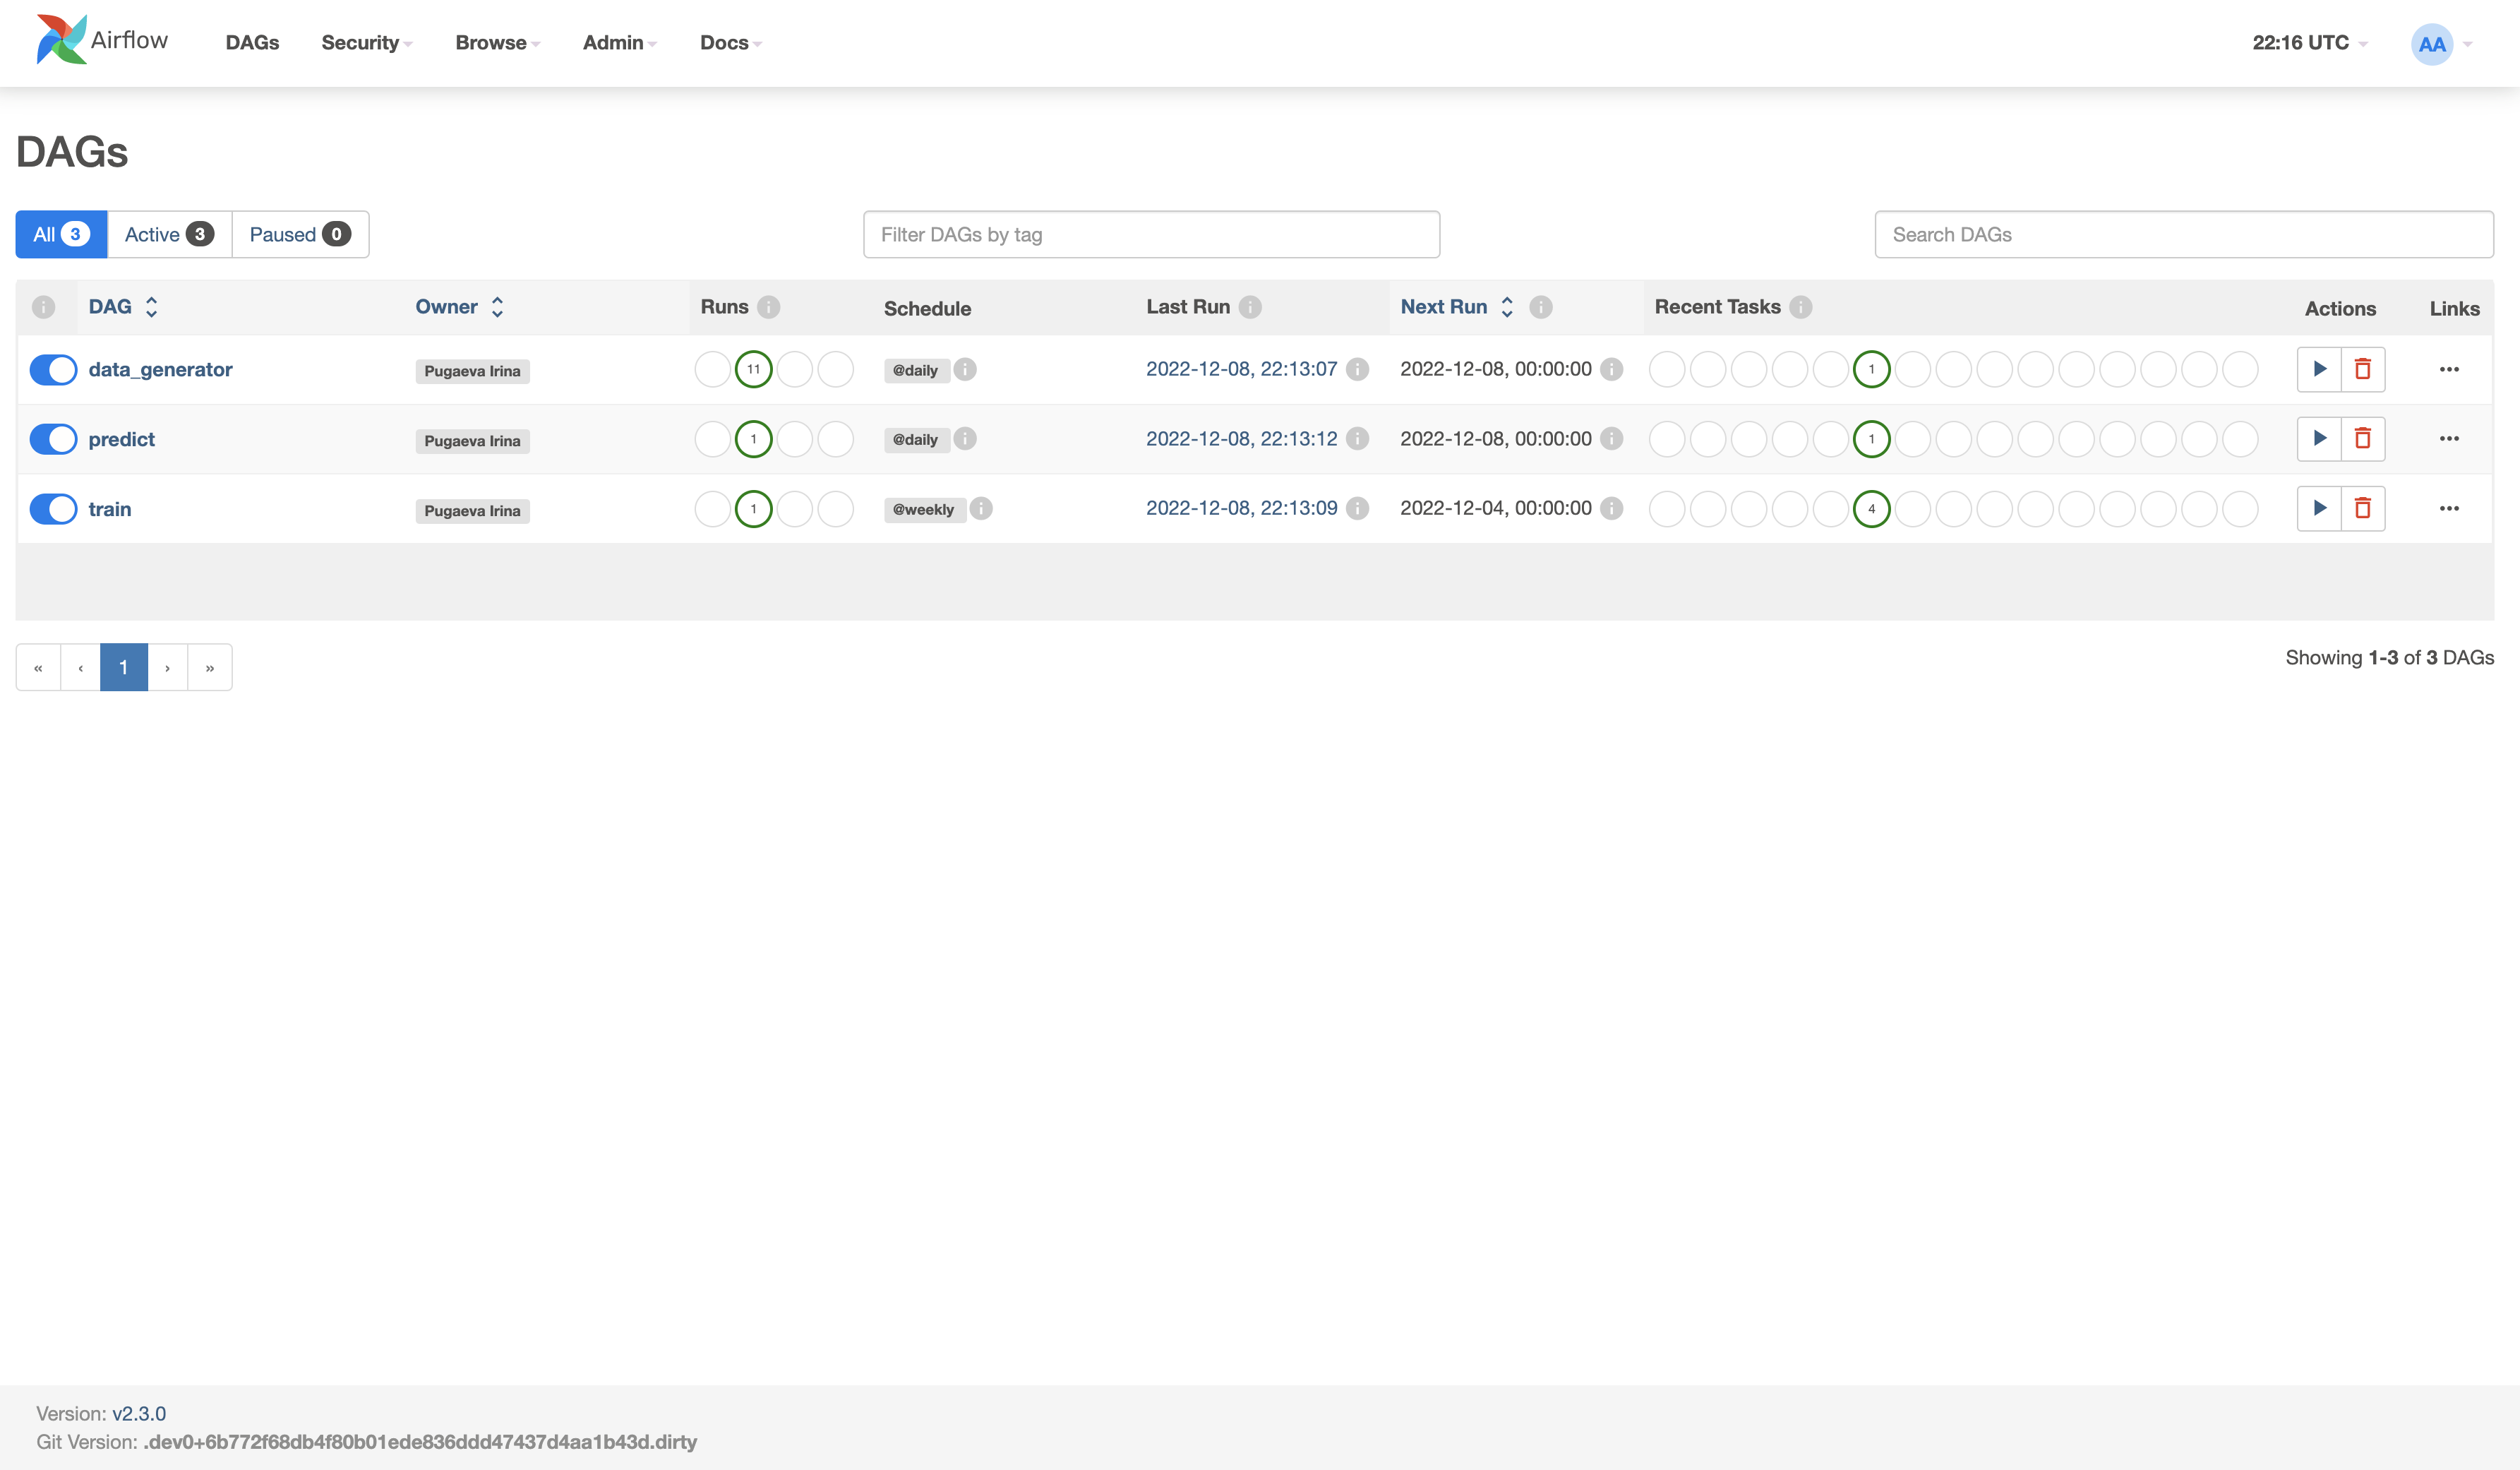 Airflow DAGs Security Browse Admin Docs 22:16 UTC AA
DAGs
All 3 Active 3 Paused 0 Filter DAGs by tag Search DAGs
i DAG Owner Runs i Schedule Last Run i Next Run i Recent Tasks i Actions Links
data_generator Pugaeva Irina 11 @daily i 2022-12-08, 22:13:07 i 2022-12-08, 00:00:00 i 1 ...
predict Pugaeva Irina 1 @daily i 2022-12-08, 22:13:12 i 2022-12-08, 00:00:00 i 1 ...
train Pugaeva Irina 1 @weekly i 2022-12-08, 22:13:09 i 2022-12-04, 00:00:00 i 4 ...
« ‹ 1 › » Showing 1-3 of 3 DAGs
Version: v2.3.0
Git Version: .dev0+6b772f68db4f80b01ede836ddd47437d4aa1b43d.dirty